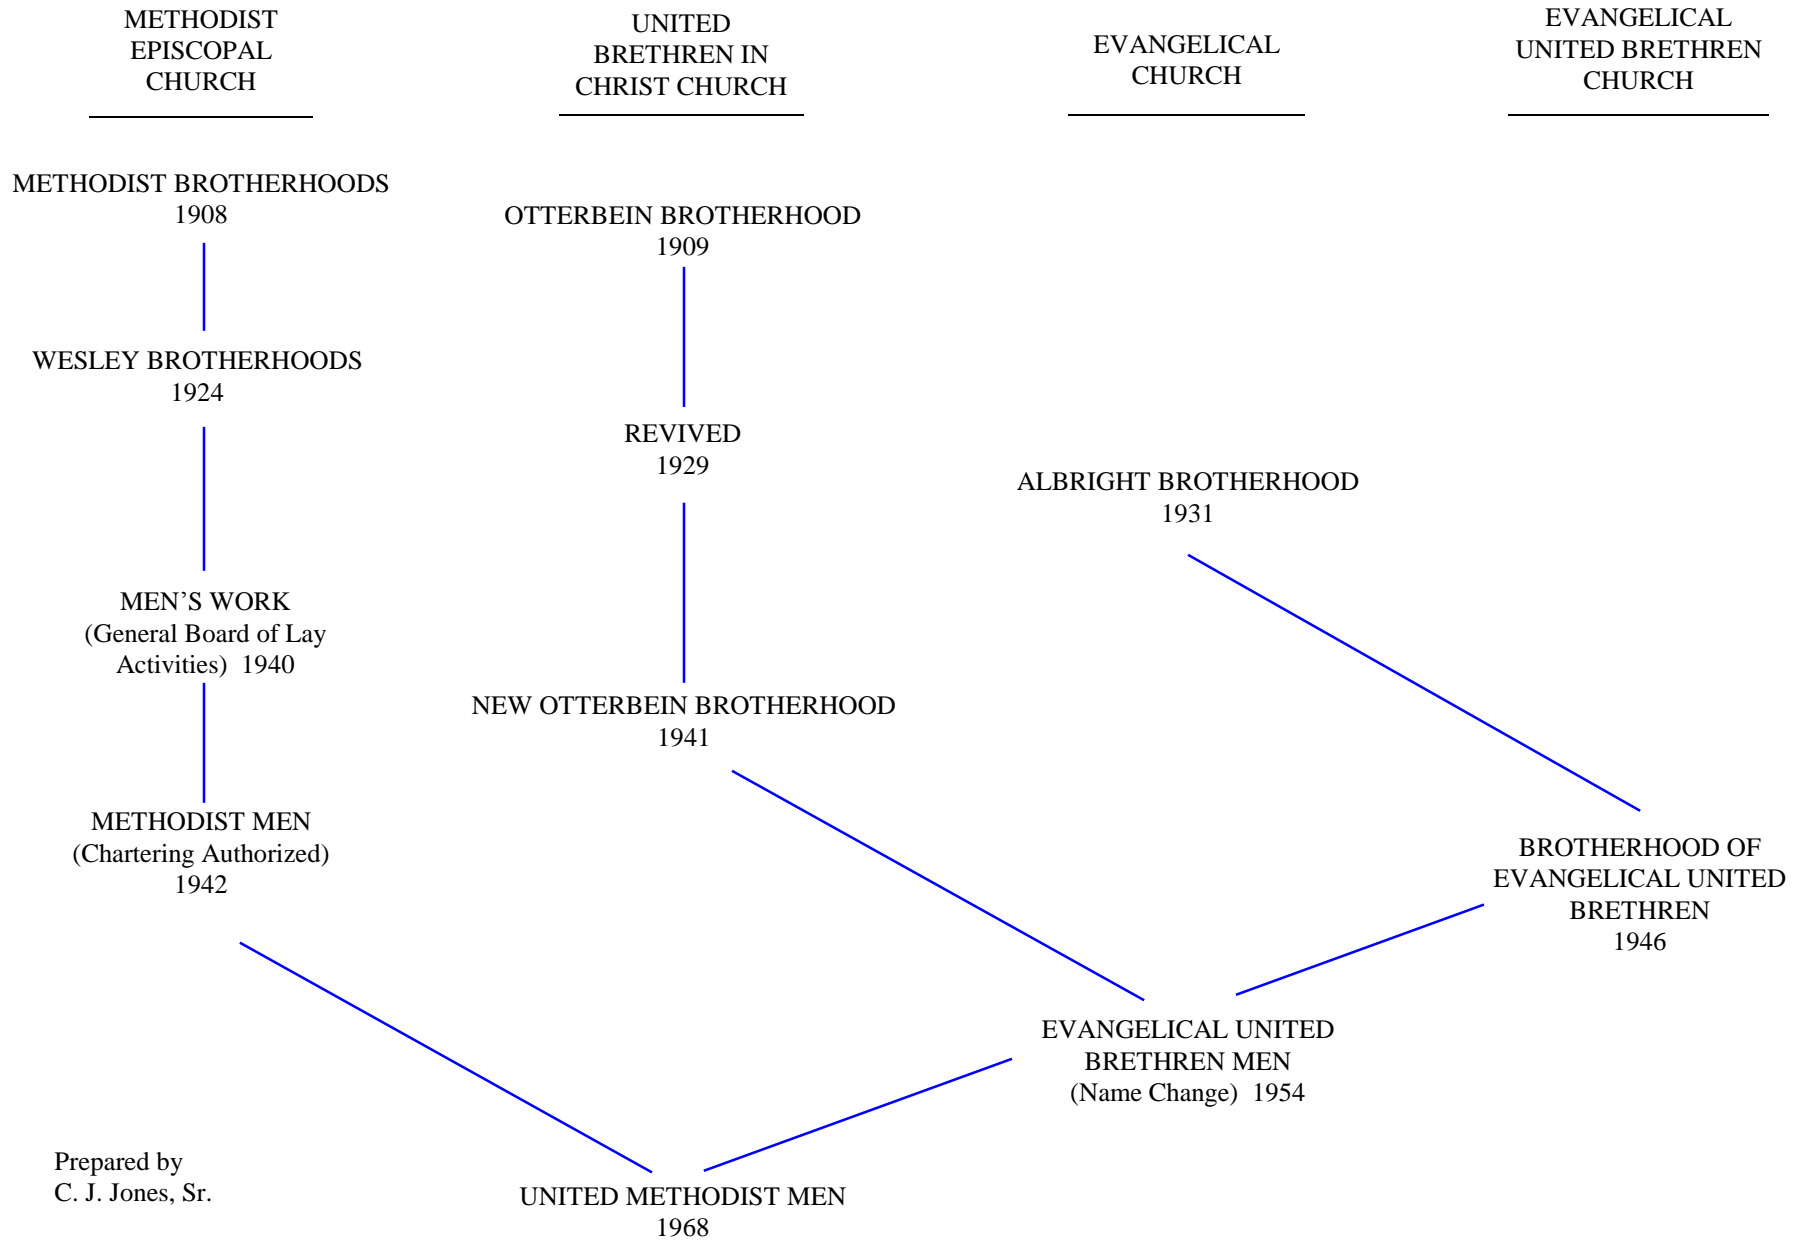 METHODIST
EPISCOPAL
CHURCH
UNITED
BRETHREN IN
CHRIST CHURCH
EVANGELICAL
CHURCH
EVANGELICAL
UNITED BRETHREN
CHURCH
METHODIST BROTHERHOODS
1908
OTTERBEIN BROTHERHOOD
1909
WESLEY BROTHERHOODS
1924
REVIVED
1929
ALBRIGHT BROTHERHOOD
1931
MEN’S WORK
(General Board of Lay
Activities) 1940
NEW OTTERBEIN BROTHERHOOD
1941
METHODIST MEN
(Chartering Authorized)
1942
BROTHERHOOD OF
EVANGELICAL UNITED
BRETHREN
1946
EVANGELICAL UNITED
BRETHREN MEN
(Name Change) 1954
Prepared by
C. J. Jones, Sr.
UNITED METHODIST MEN
1968